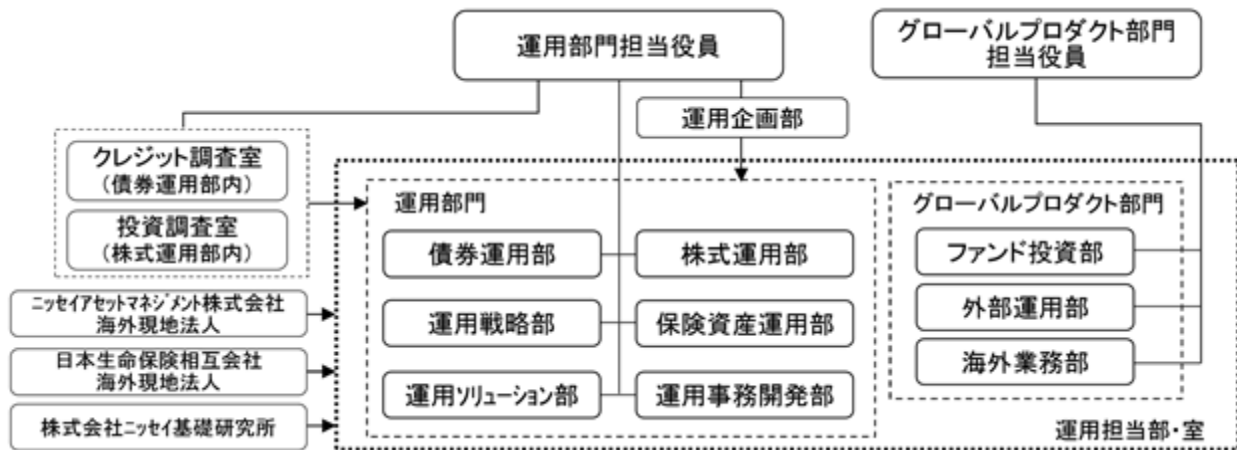 運用部門担当役員
グローバルプロダクト部門
担当役員
運用企画部
クレジット調査室
(債券運用部内)
投資調査室
(株式運用部内)
運用部門
債券運用部
株式運用部
運用戦略部
保険資産運用部
運用ソリューション部
運用事務開発部
グローバルプロダクト部門
ファンド投資部
外部運用部
海外業務部
ニッセイアセットマネジメント株式会社
海外現地法人
日本生命保険相互会社
海外現地法人
株式会社ニッセイ基礎研究所
運用担当部・室